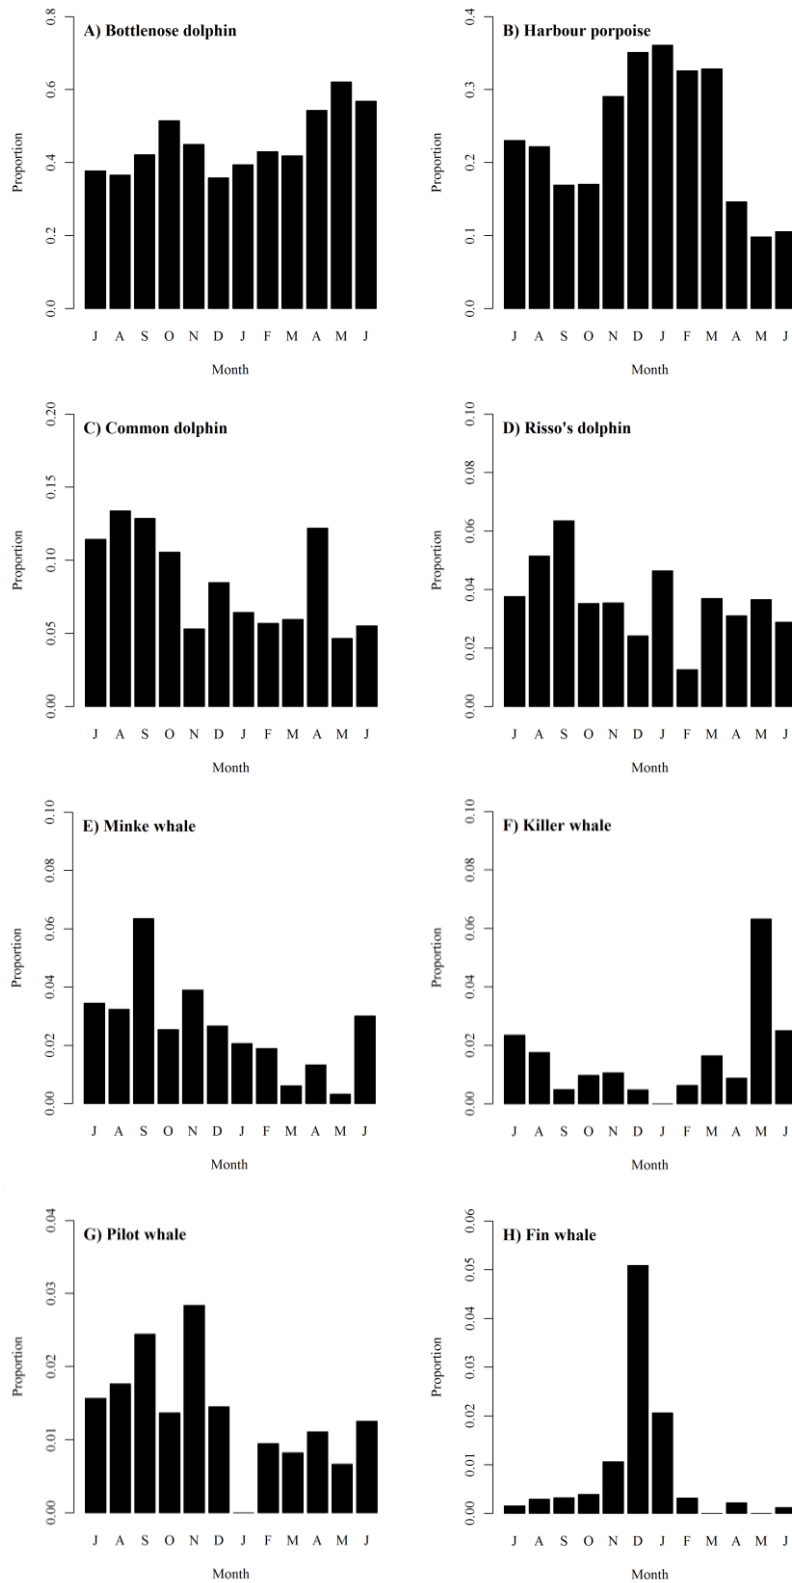 A) Bottlenose dolphin
Proportion
0.0 0.2 0.4 0.6 0.8
J A S O N D J F M A M J
Month
B) Harbour porpoise
Proportion
0.0 0.1 0.2 0.3 0.4
J A S O N D J F M A M J
Month
C) Common dolphin
Proportion
0.00 0.05 0.10 0.15 0.20
J A S O N D J F M A M J
Month
D) Risso's dolphin
Proportion
0.00 0.02 0.04 0.06 0.08 0.10
J A S O N D J F M A M J
Month
E) Minke whale
Proportion
0.00 0.02 0.04 0.06 0.08 0.10
J A S O N D J F M A M J
Month
F) Killer whale
Proportion
0.00 0.02 0.04 0.06 0.08 0.10
J A S O N D J F M A M J
Month
G) Pilot whale
Proportion
0.00 0.01 0.02 0.03 0.04
J A S O N D J F M A M J
Month
H) Fin whale
Proportion
0.00 0.01 0.02 0.03 0.04 0.05 0.06
J A S O N D J F M A M J
Month